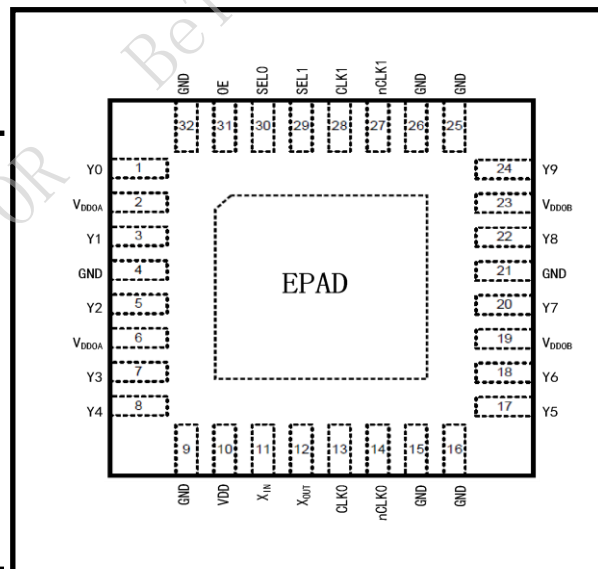 BeT
OR
GND OE SEL0 SEL1 CLK1 nCLK1 GND GND
32 31 30 29 28 27 26 25
Y0 1 24 Y9
VDDOA 2 23 VDDOB
Y1 3 22 Y8
GND 4 21 GND
EPAD
Y2 5 20 Y7
VDDOA 6 19 VDDOB
Y3 7 18 Y6
Y4 8 17 Y5
9 10 11 12 13 14 15 16
GND VDD XIN XOUT CLK0 nCLK0 GND GND